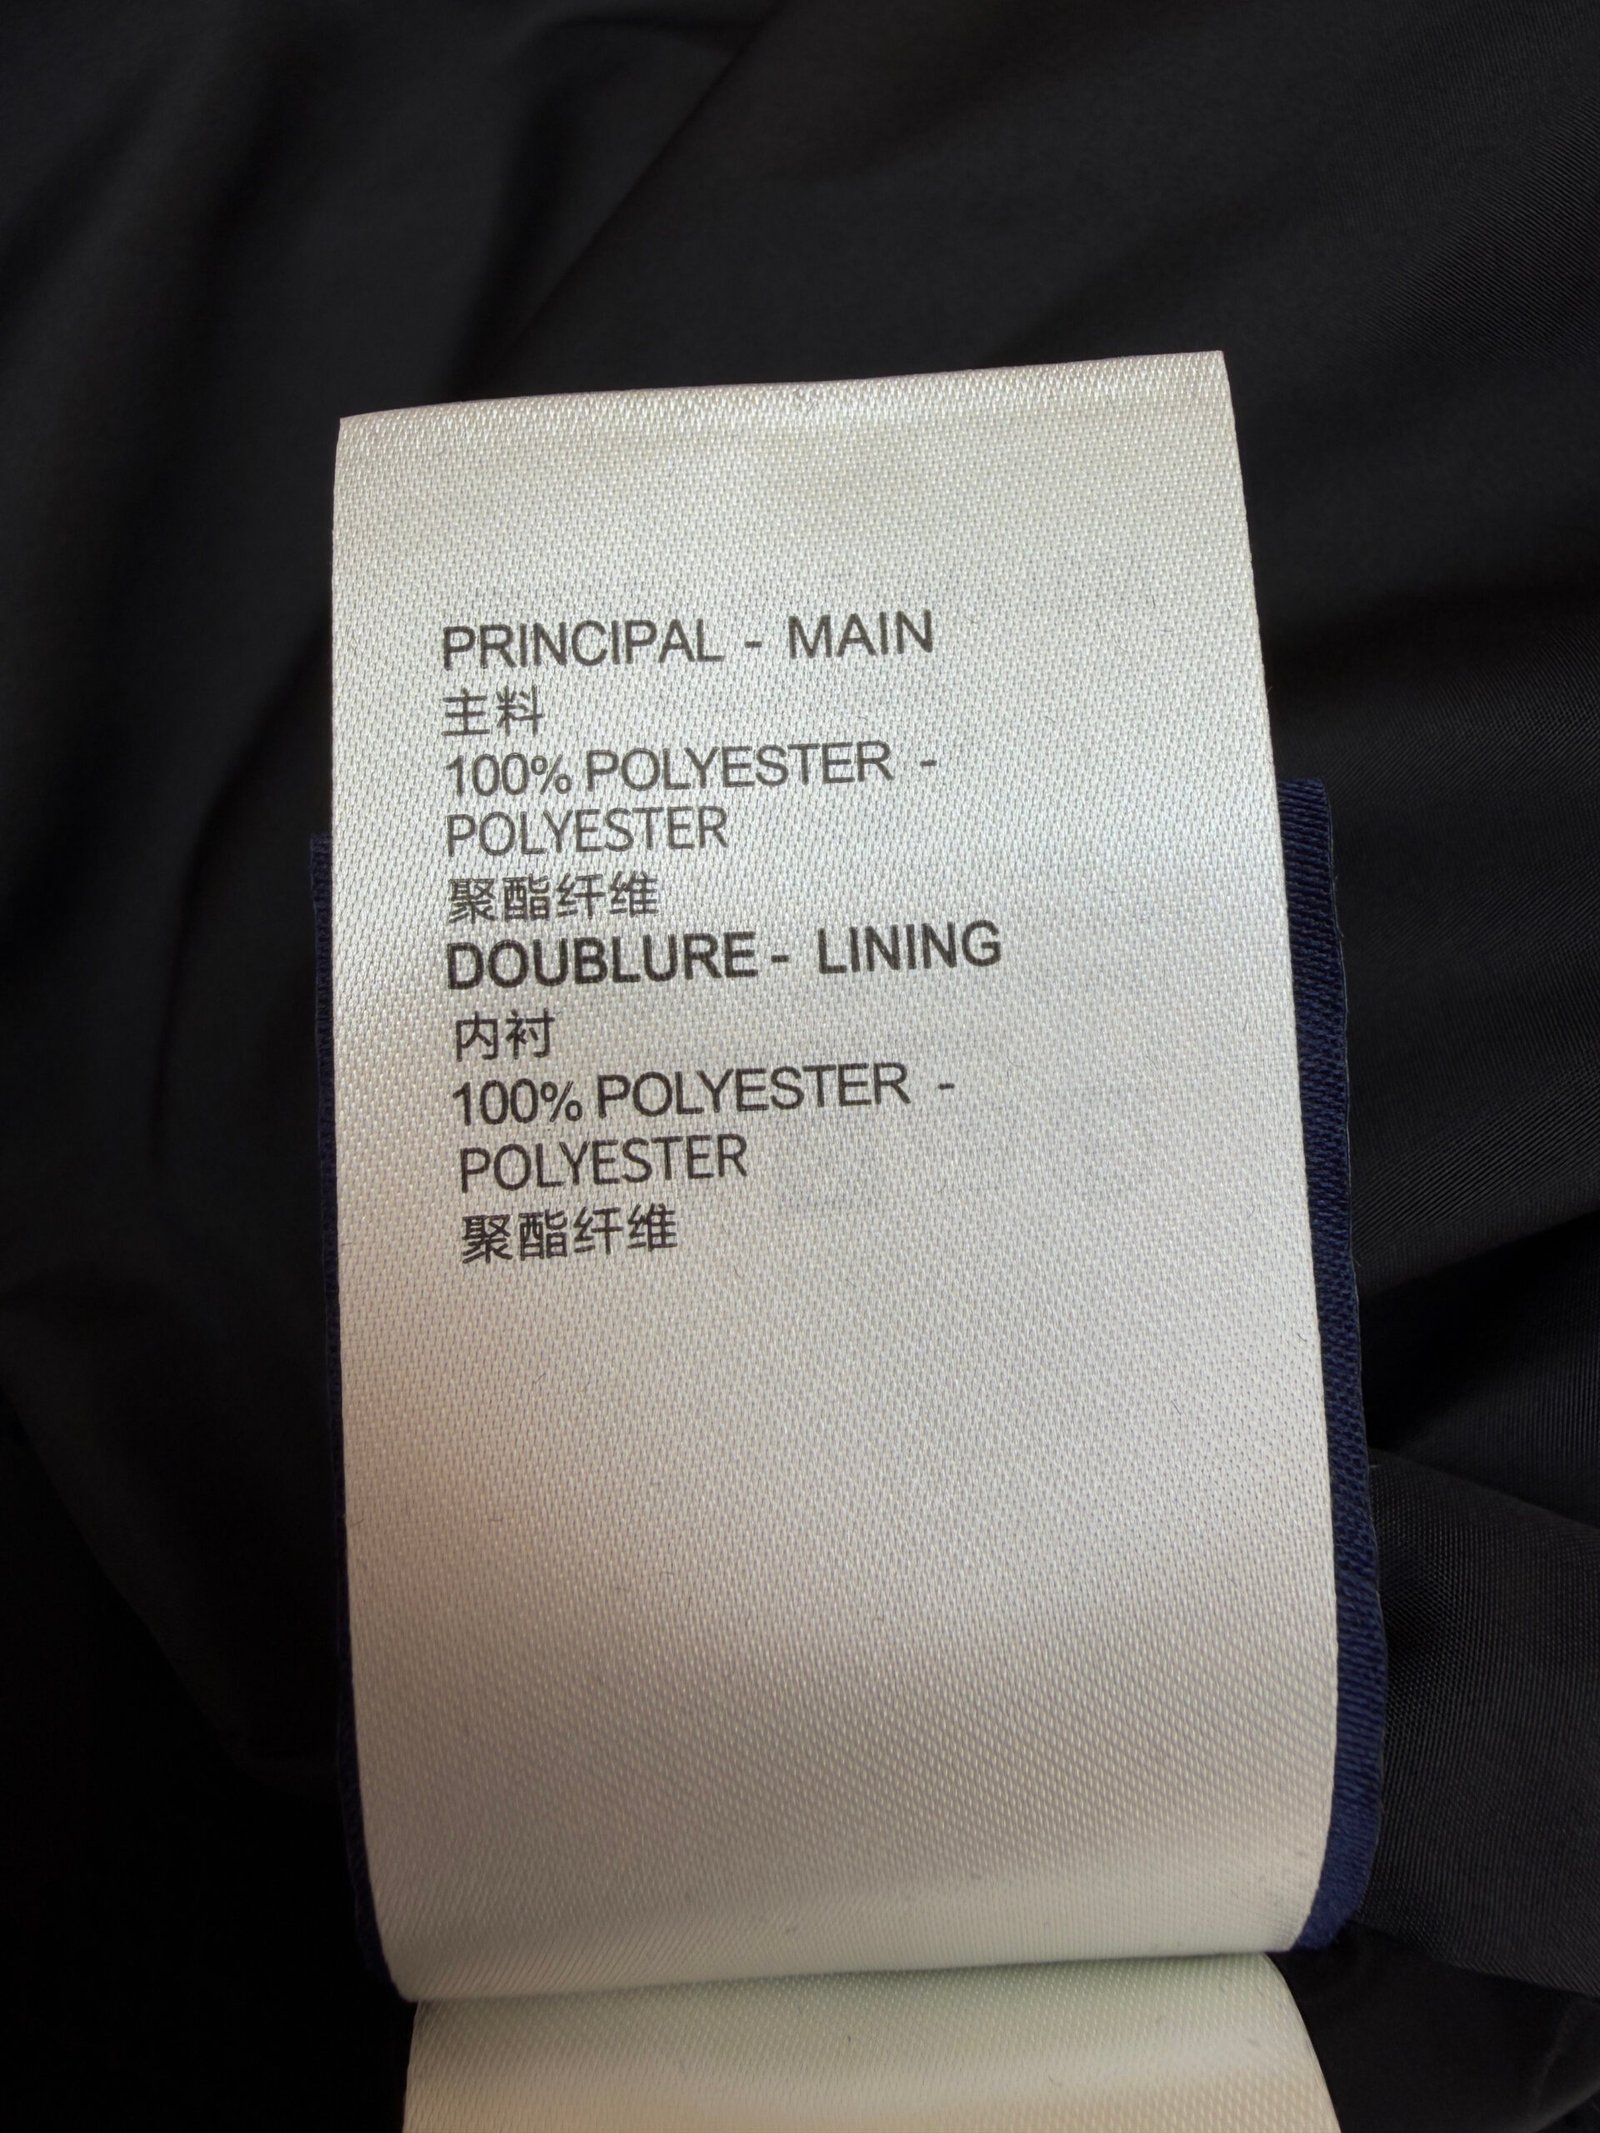 PRINCIPAL - MAIN
主料
100% POLYESTER -
POLYESTER
聚酯纤维
DOUBLURE - LINING
内衬
100% POLYESTER -
POLYESTER
聚酯纤维